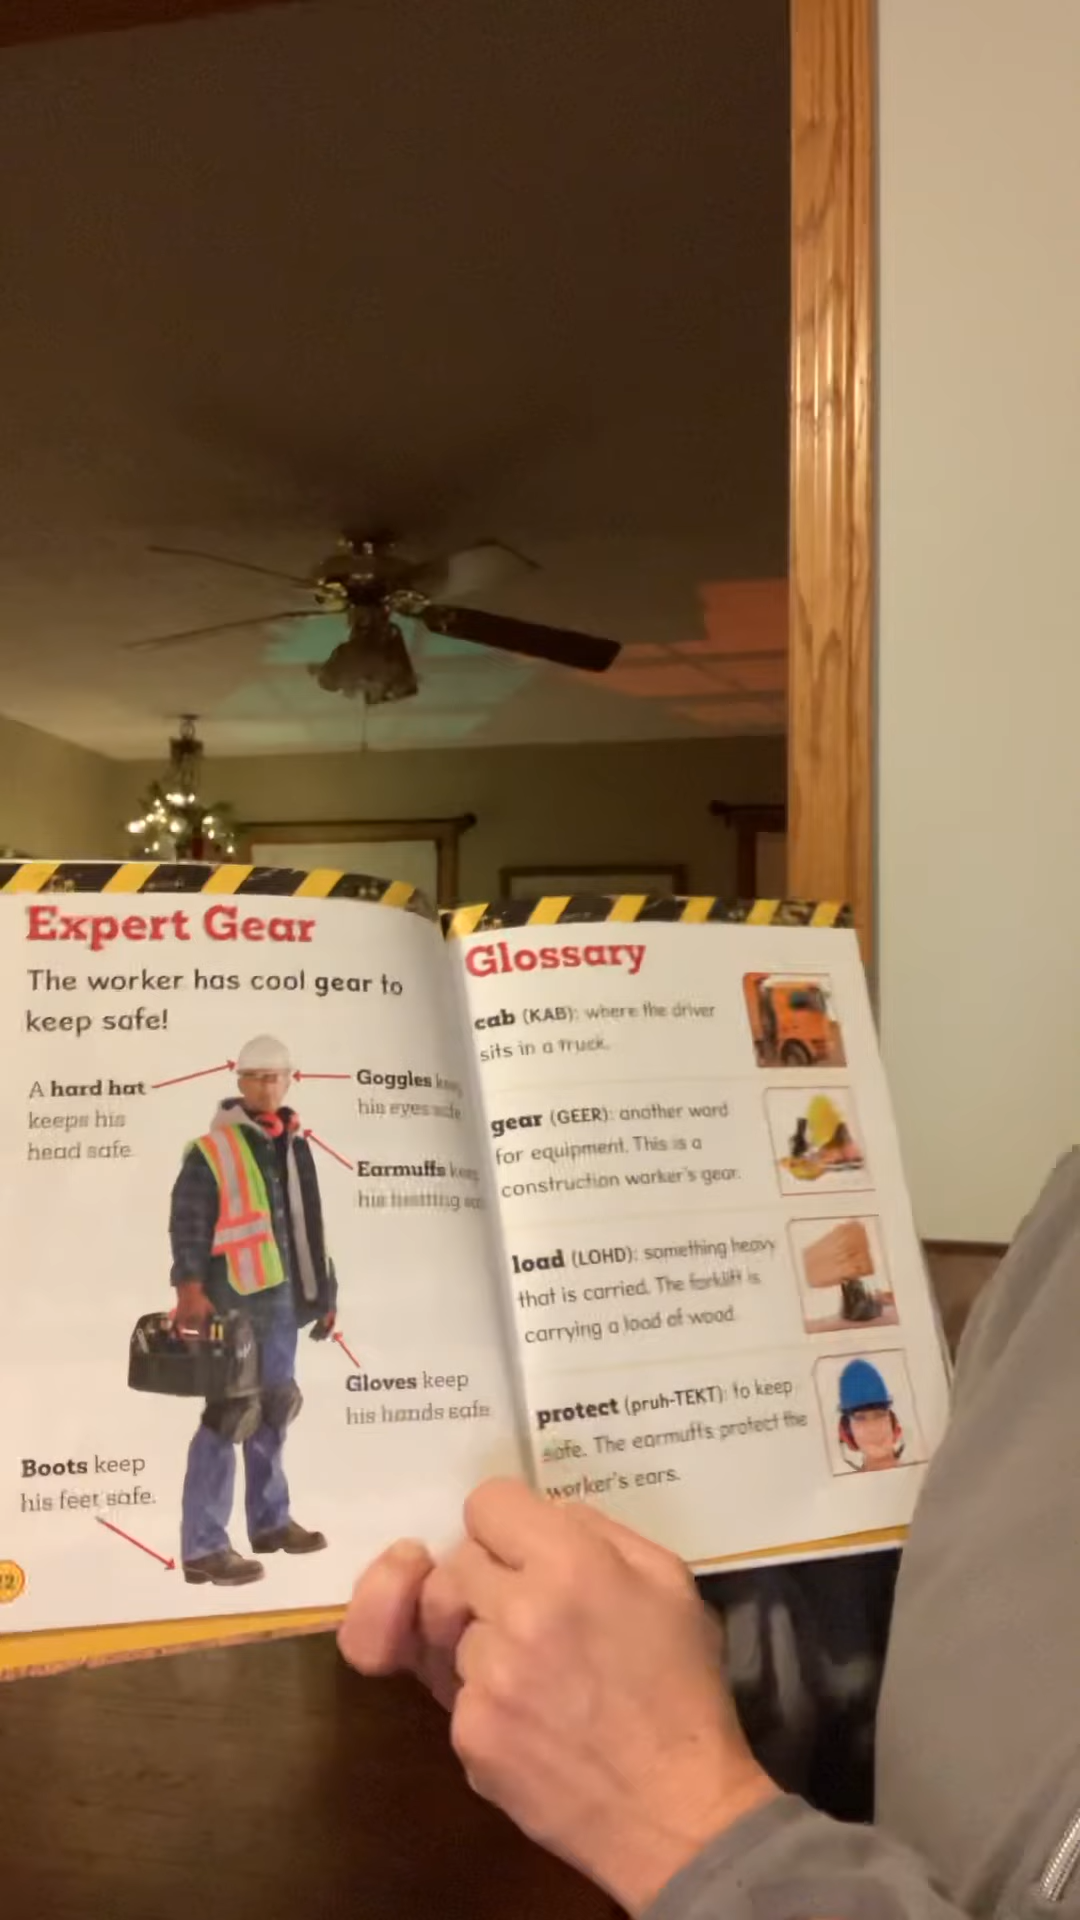 Expert Gear
The worker has cool gear to
keep safe!
A hard hat
keeps his
head safe.
Goggles keep
his eyes safe
Earmuffs keep
his
Gloves keep
his hands safe.
Boots keep
his feet safe.
Glossary
cab (KAB): where the driver
sits in a truck.
gear (GEER): another word
for equipment. This is a
construction worker's gear.
load (LOHD): something heavy
that is carried. The forklift is
carrying a load of wood.
protect (pruh-TEKT): to keep
safe. The earmuffs protect the
worker's ears.